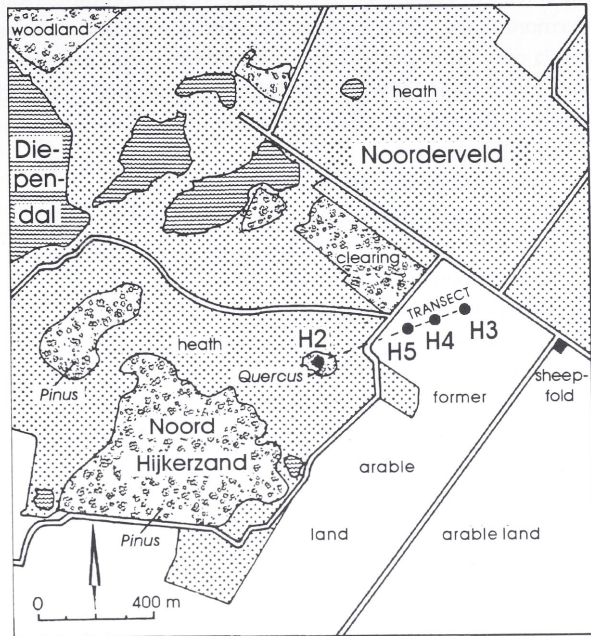 woodland
heath
Noorderveld
Die-
pen-
dal
clearing
TRANSECT
H2
H5
H4
H3
heath
Quercus
Pinus
sheep-
fold
former
Noord
Hijkerzand
arable
land
arable land
Pinus
0
400 m